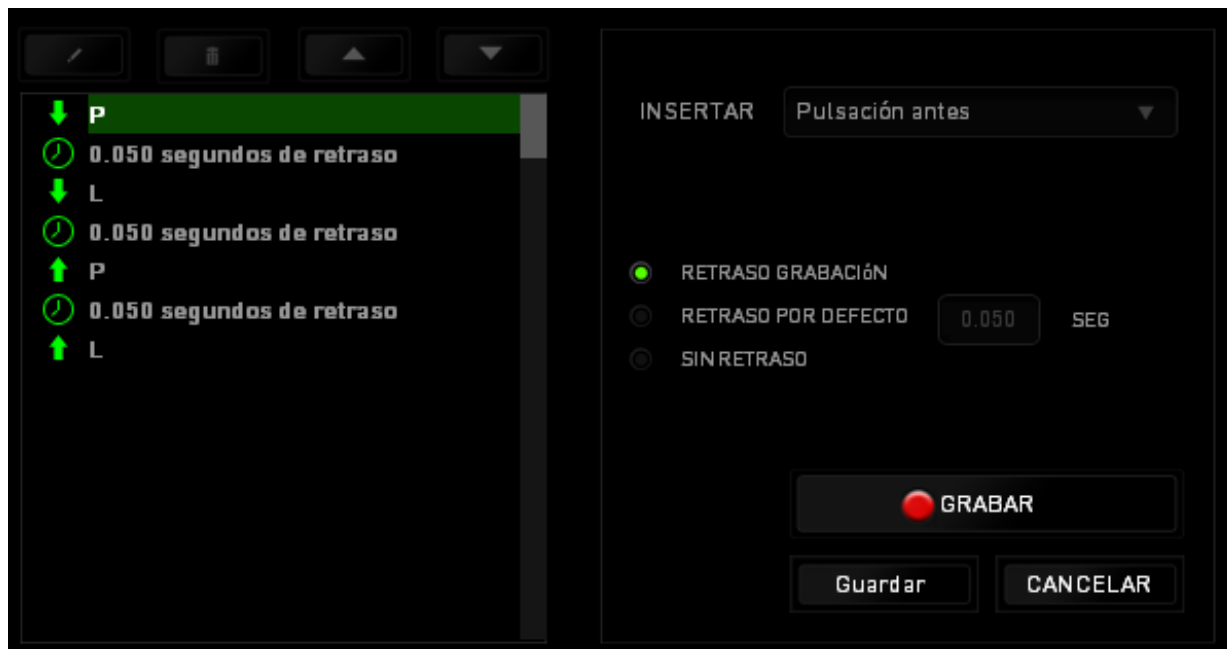 P
0.050 segundos de retraso
L
0.050 segundos de retraso
P
0.050 segundos de retraso
L
INSERTAR Pulsación antes
RETRASO GRABACIóN
RETRASO POR DEFECTO 0.050 SEG
SIN RETRASO
GRABAR
Guardar CANCELAR